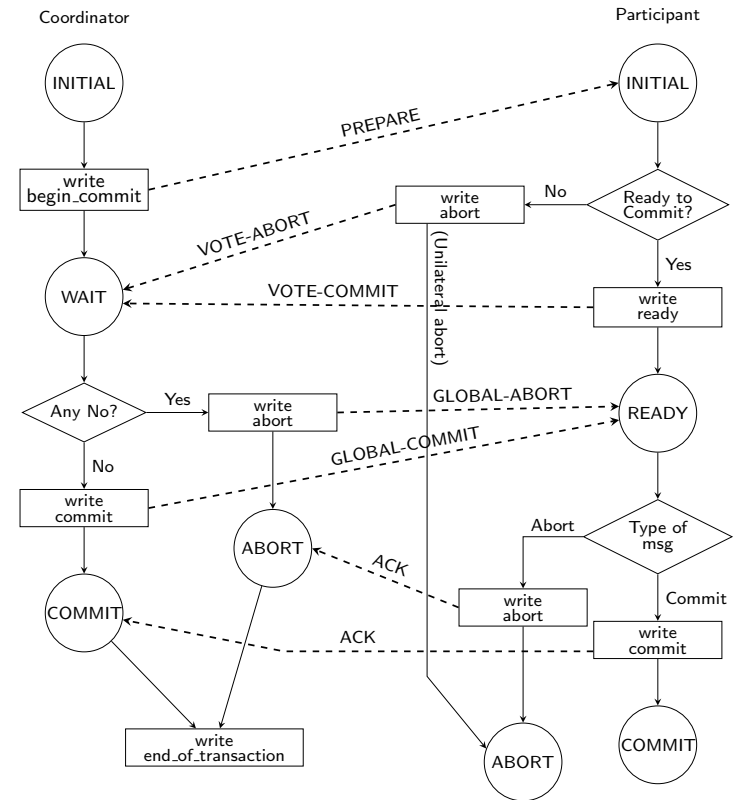 Coordinator
Participant
INITIAL
INITIAL
PREPARE
write
begin_commit
write
abort
No
Ready to
Commit?
VOTE-ABORT
(Unilateral abort)
Yes
WAIT
VOTE-COMMIT
write
ready
Any No?
Yes
write
abort
GLOBAL-ABORT
READY
No
GLOBAL-COMMIT
write
commit
Abort
Type of
msg
ABORT
ACK
Commit
COMMIT
write
abort
ACK
write
commit
write
end_of_transaction
ABORT
COMMIT